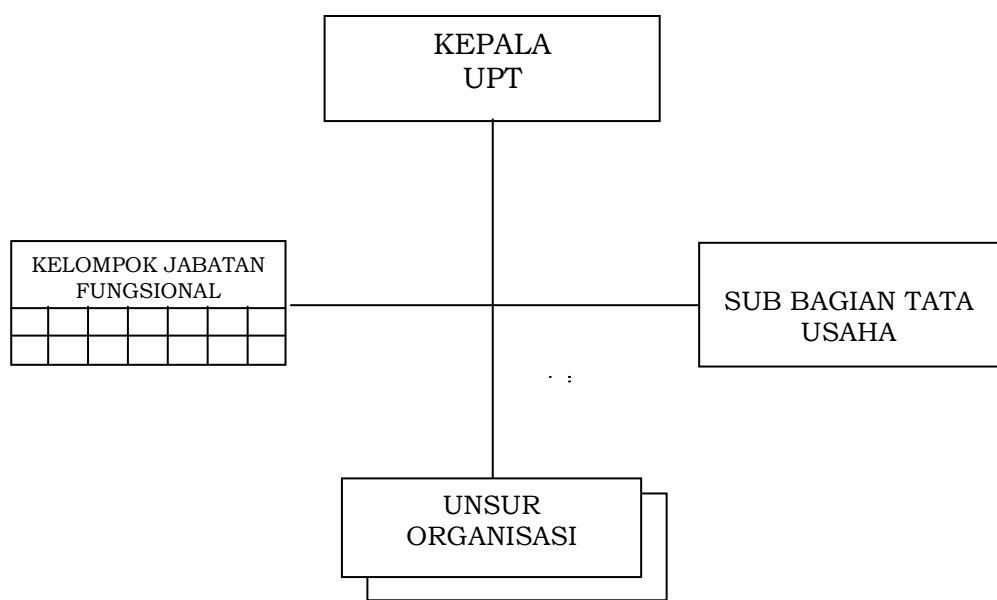 KEPALA
UPT
KELOMPOK JABATAN
FUNGSIONAL
SUB BAGIAN TATA
USAHA
UNSUR
ORGANISASI